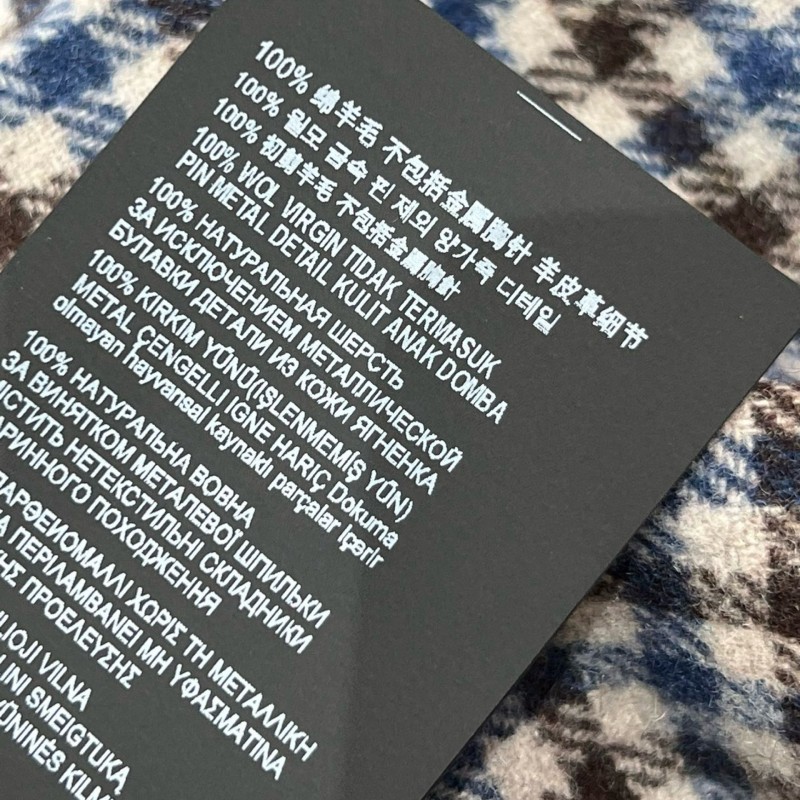 100% 绵羊毛 不包括金属胸针 羊皮革细节
100% 울모 금속 핀 제외 양가죽 디테일
100% 初剪羊毛 不包括金屬胸針
100% WOL VIRGIN TIDAK TERMASUK
PIN METAL DETAIL KULIT ANAK DOMBA
100% НАТУРАЛЬНАЯ ШЕРСТЬ
ЗА ИСКЛЮЧЕНИЕМ МЕТАЛЛИЧЕСКОЙ
БУЛАВКИ ДЕТАЛИ ИЗ КОЖИ ЯГНЕНКА
100% KIRKIM YÜNÜ(IŞLENMEMİŞ YÜN)
METAL ÇENGELLI IGNE HARIÇ Dokuma
olmayan hayvansal kaynaklı parçalar içerir
100% НАТУРАЛЬНА ВОВНА
ЗА ВИНЯТКОМ МЕТАЛЕВОЇ ШПИЛЬКИ
МІСТИТЬ НЕТЕКСТИЛЬНІ СКЛАДНИКИ
ТВАРИННОГО ПОХОДЖЕННЯ
ΠΑΡΘΕΙΟΜΑΛΛΙ ΧΩΡΙΣ ΤΗ ΜΕΤΑΛΛΙΚΗ
ΠΕΡΙΛΑΜΒΑΝΕΙ ΜΗ ΥΦΑΣΜΑΤΙΝΑ
ΠΡΟΕΛΕΥΣΗΣ
VILNA
SMEIGTUKĄ